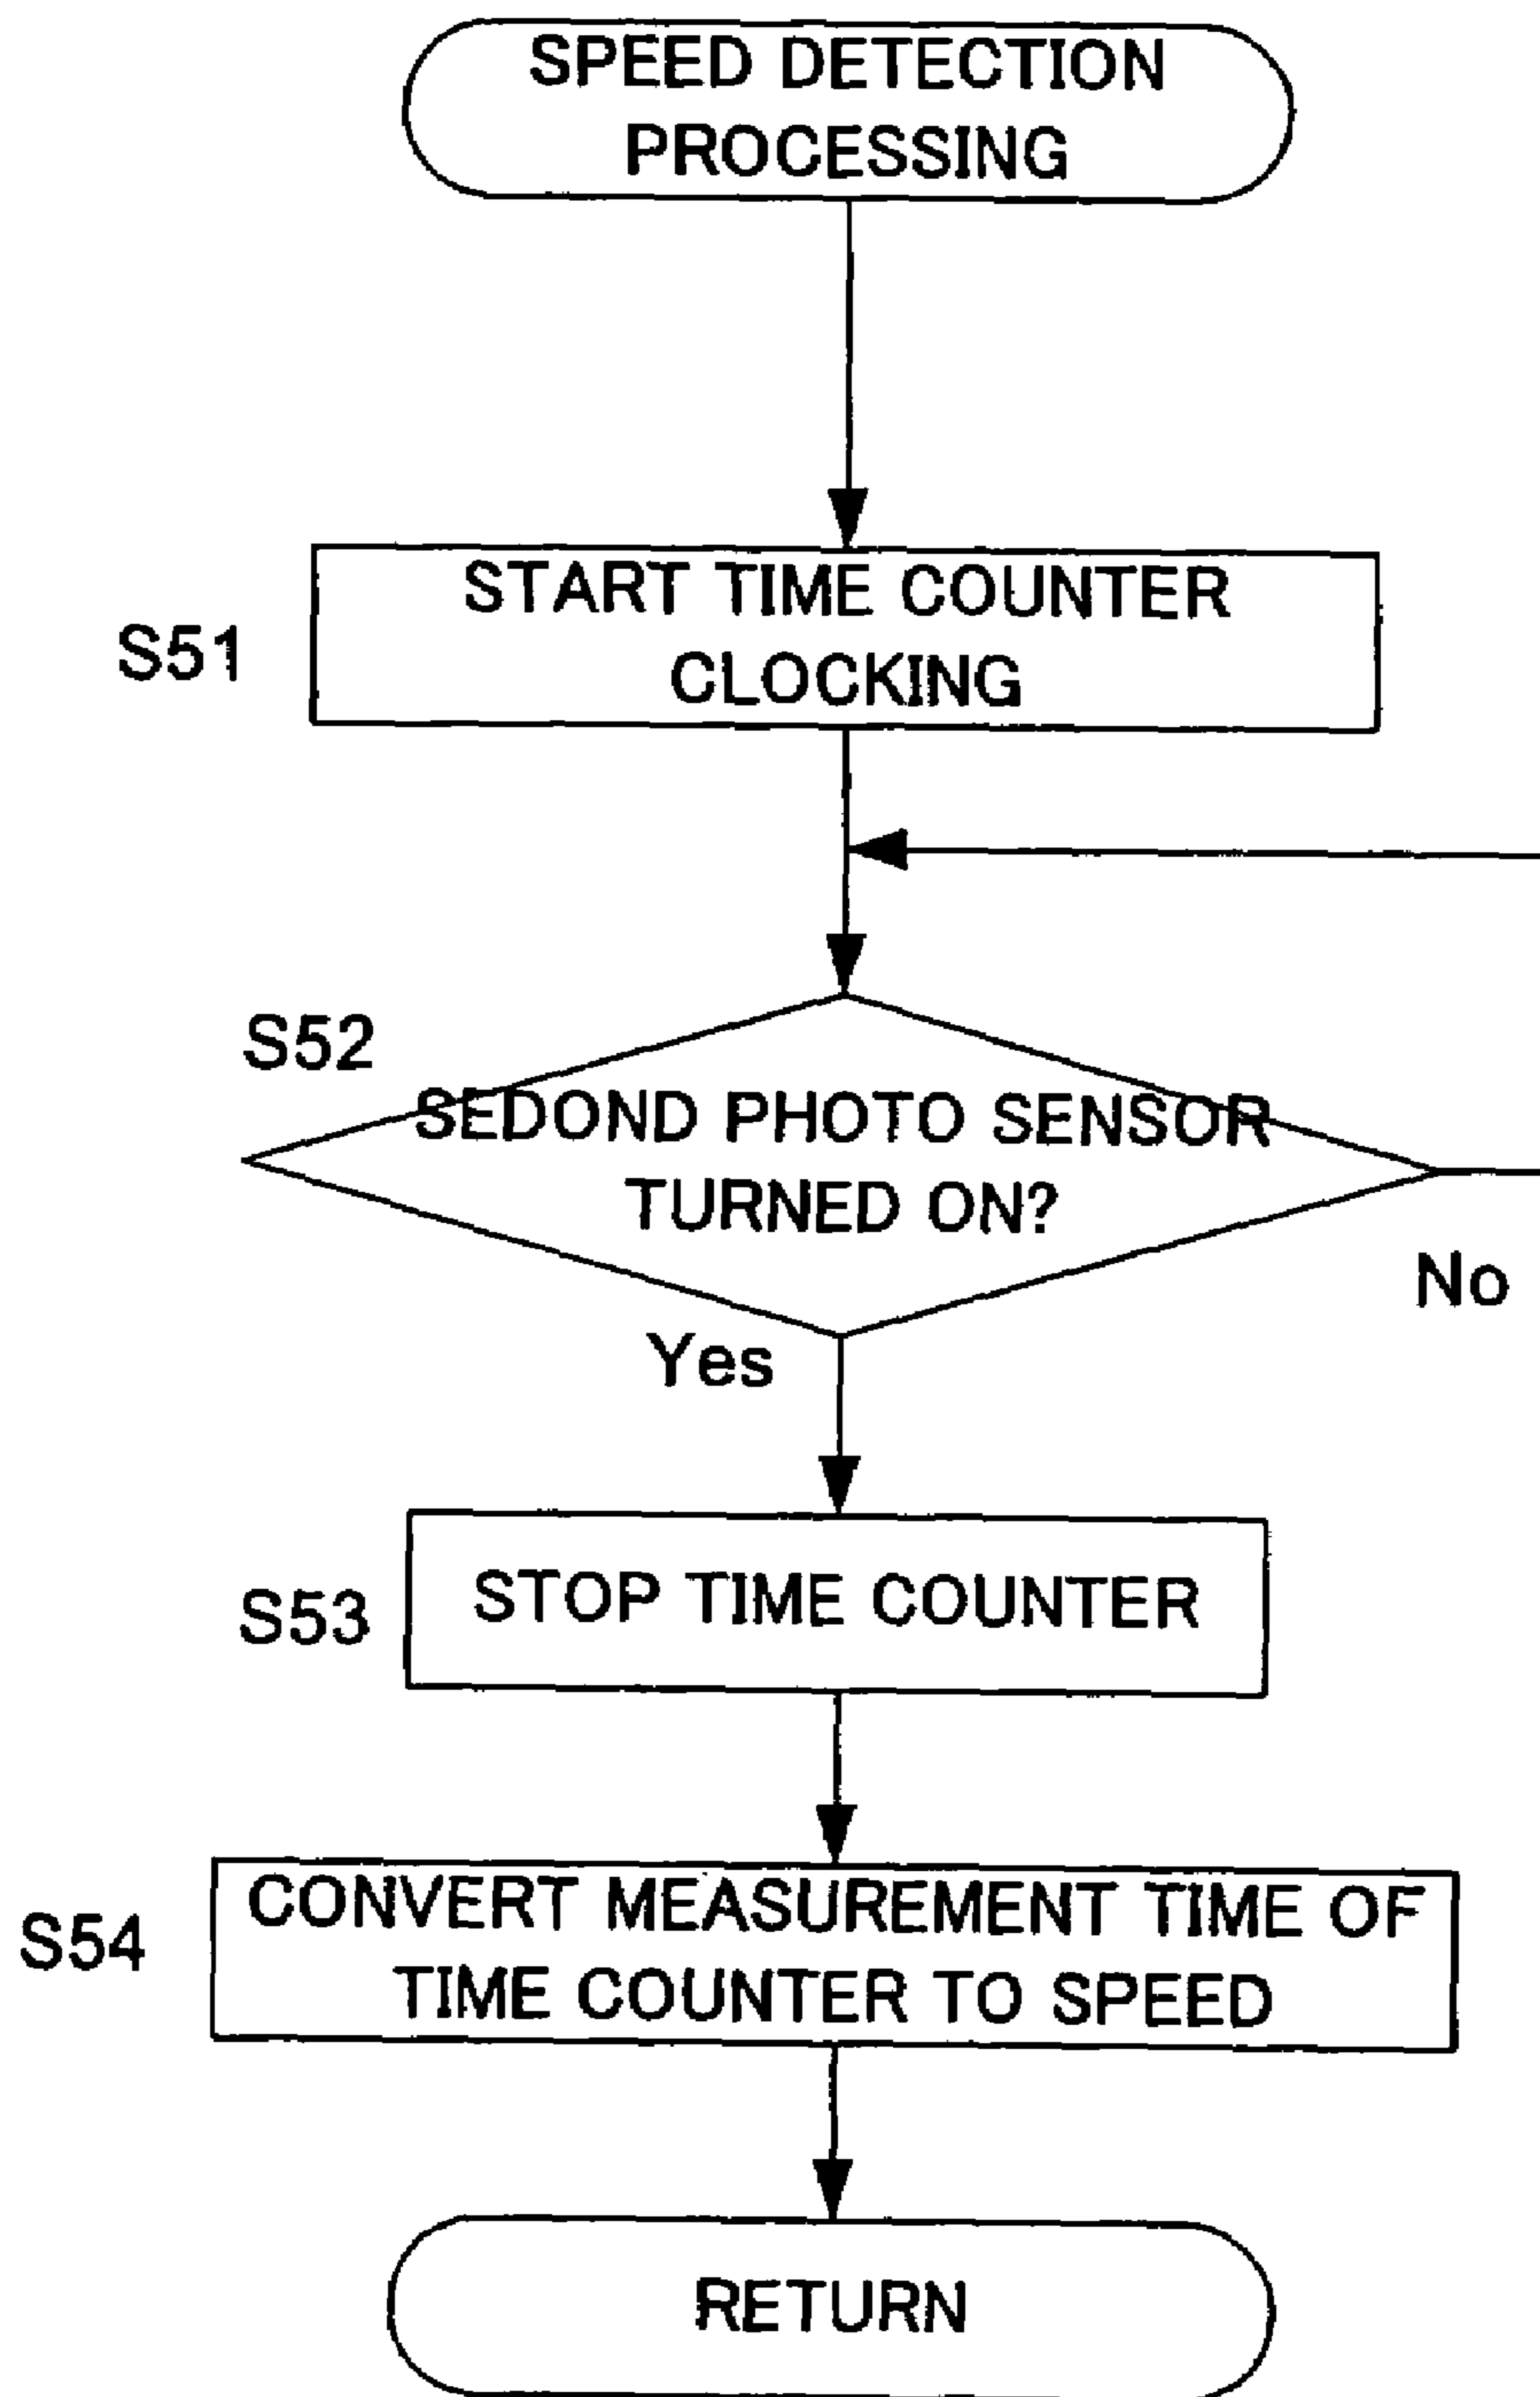 SPEED DETECTION
PROCESSING
START TIME COUNTER
CLOCKING
S51
S52
SEDOND PHOTO SENSOR
TURNED ON?
No
Yes
STOP TIME COUNTER
S53
CONVERT MEASUREMENT TIME OF
TIME COUNTER TO SPEED
S54
RETURN